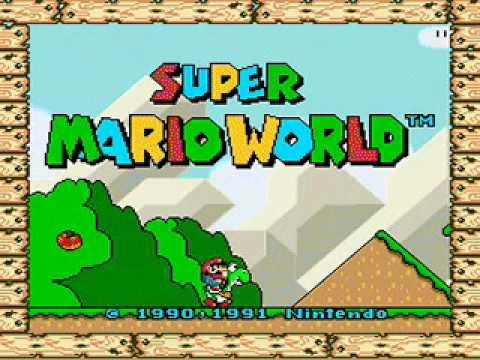 SUPER
MARIO WORLD™
© 1990,1991 Nintendo